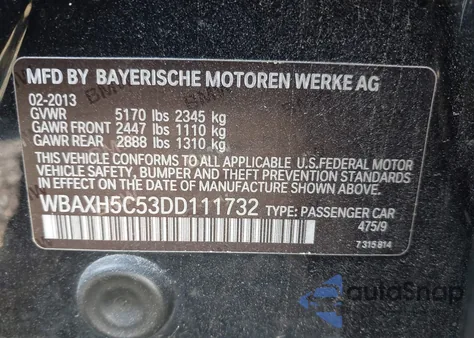 MFD BY BAYERISCHE MOTOREN WERKE AG
02-2013
GVWR 5170 lbs 2345 kg
GAWR FRONT 2447 lbs 1110 kg
GAWR REAR 2888 lbs 1310 kg
THIS VEHICLE CONFORMS TO ALL APPLICABLE U.S.FEDERAL MOTOR
VEHICLE SAFETY, BUMPER AND THEFT PREVENTION STANDARDS
IN EFFECT ON THE DATE OF MANUFACTURE SHOWN ABOVE.
WBAXH5C53DD111732 TYPE: PASSENGER CAR
475/9
7 315 814
autoSnap